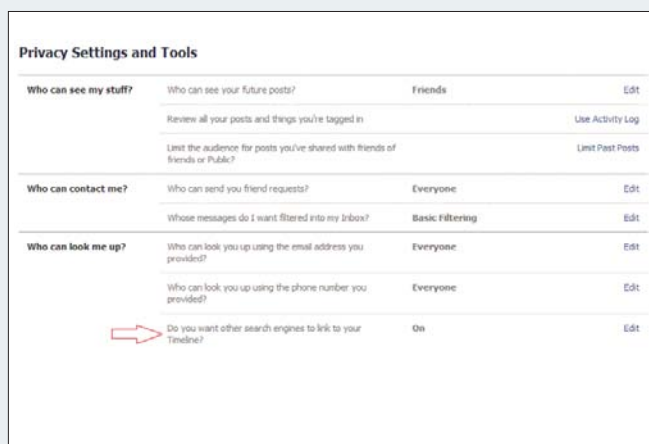 Privacy Settings and Tools
Who can see my stuff? Who can see your future posts? Friends Edit
Review all your posts and things you're tagged in Use Activity Log
Limit the audience for posts you've shared with friends of Limit Past Posts
friends or Public?
Who can contact me? Who can send you friend requests? Everyone Edit
Whose messages do I want filtered into my Inbox? Basic Filtering Edit
Who can look me up? Who can look you up using the email address you Everyone Edit
provided?
Who can look you up using the phone number you Everyone Edit
provided?
Do you want other search engines to link to your On Edit
Timeline?